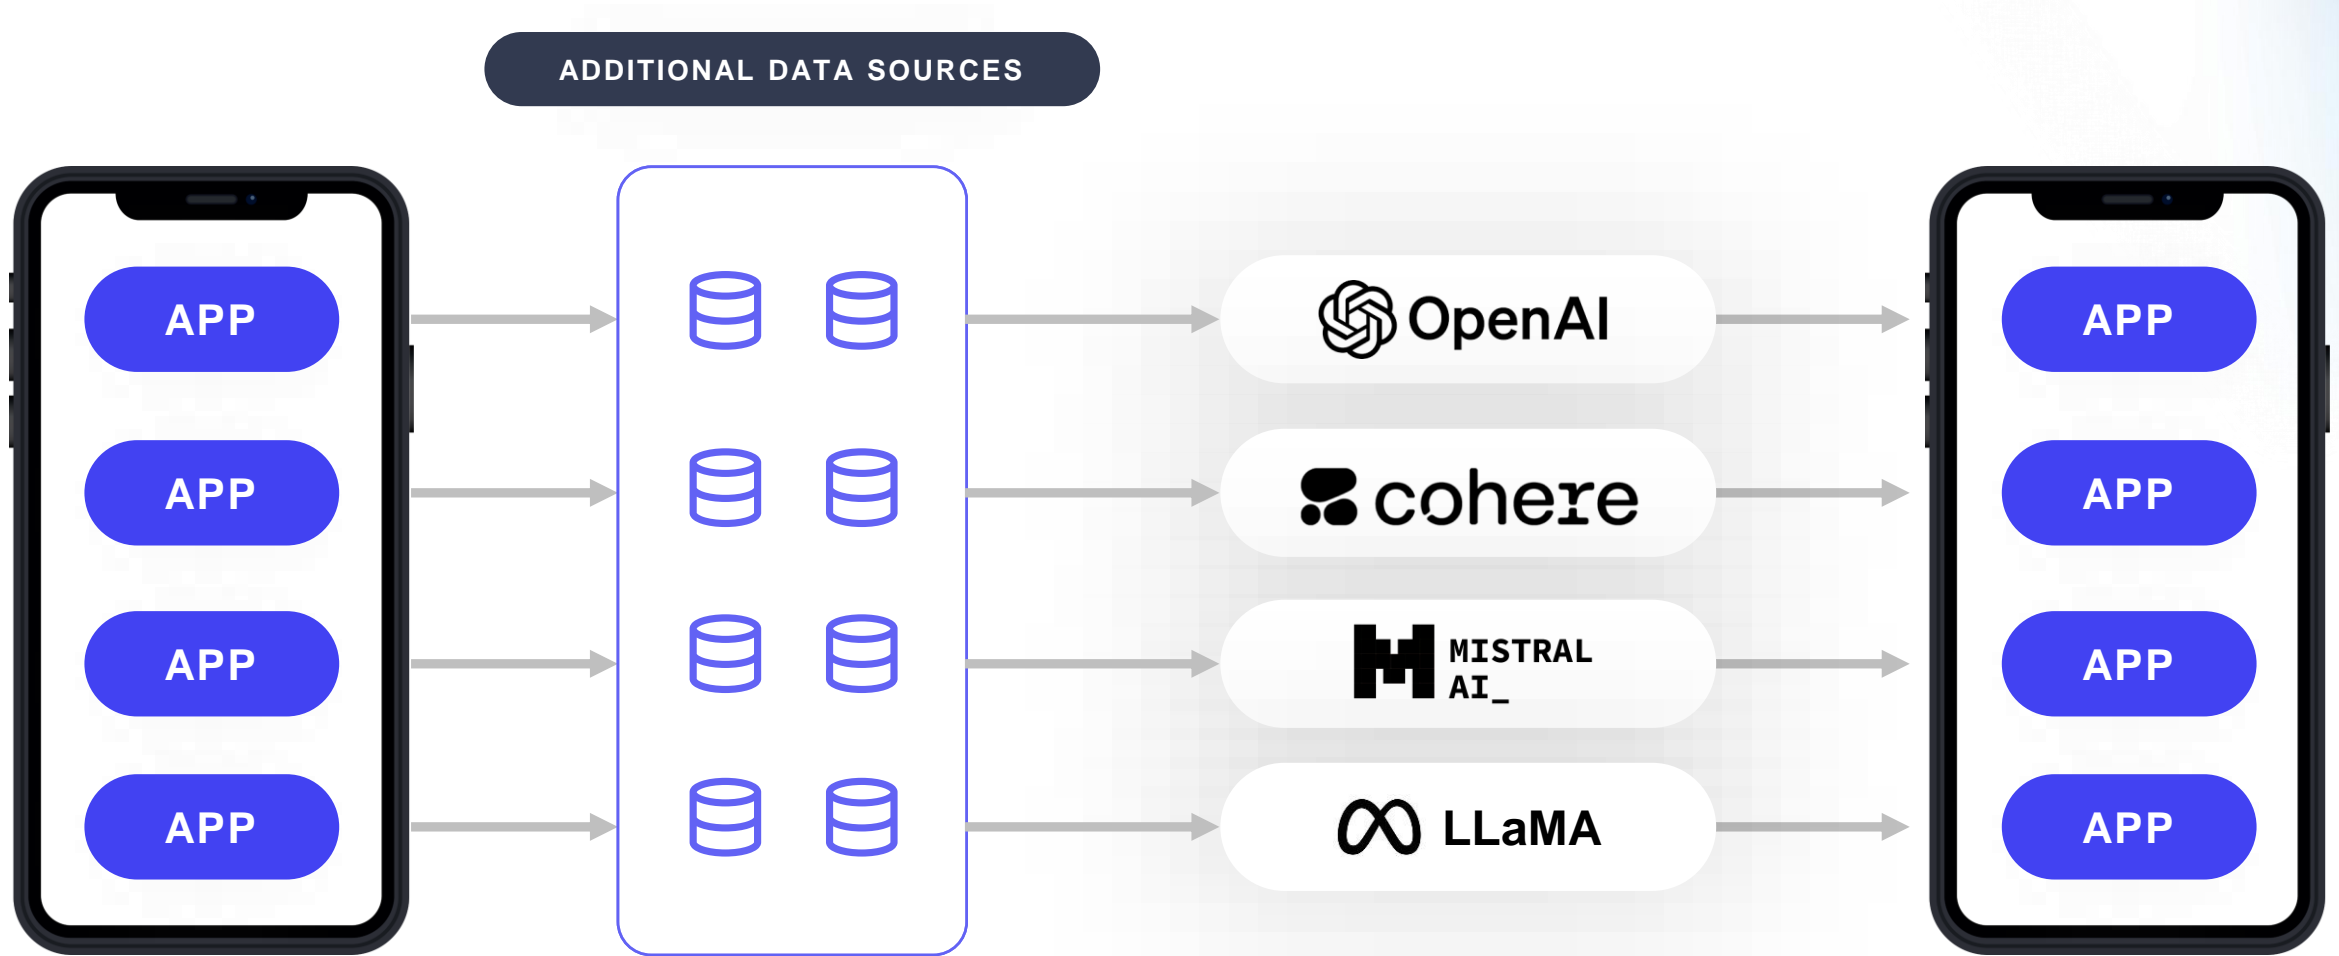 ADDITIONAL DATA SOURCES
APP
OpenAI
APP
APP
cohere
APP
APP
MISTRAL
AI_
APP
APP
LLaMA
APP